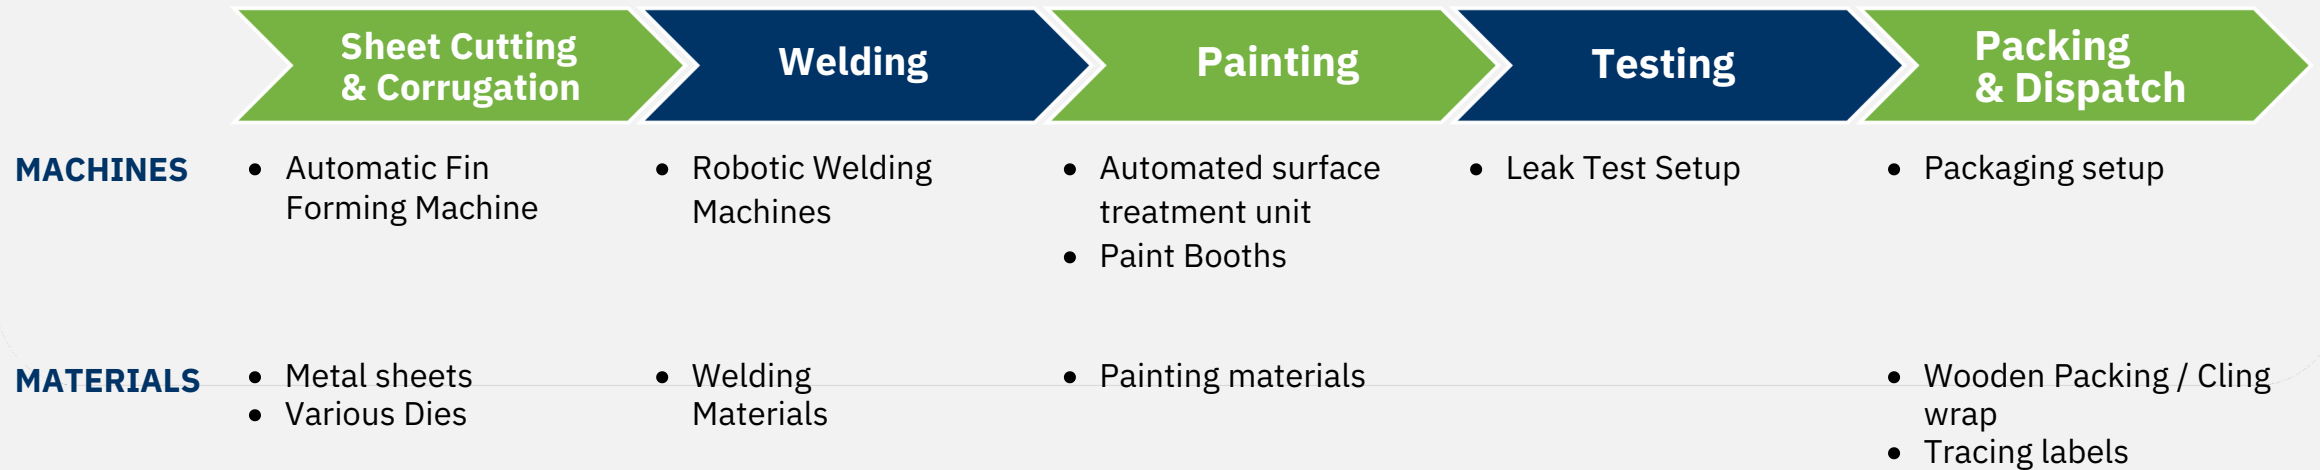 Sheet Cutting
& Corrugation
Welding
Painting
Testing
Packing
& Dispatch
MACHINES
• Automatic Fin
Forming Machine
• Robotic Welding
Machines
• Automated surface
treatment unit
• Paint Booths
• Leak Test Setup
• Packaging setup
MATERIALS
• Metal sheets
• Various Dies
• Welding
Materials
• Painting materials
• Wooden Packing / Cling
wrap
• Tracing labels